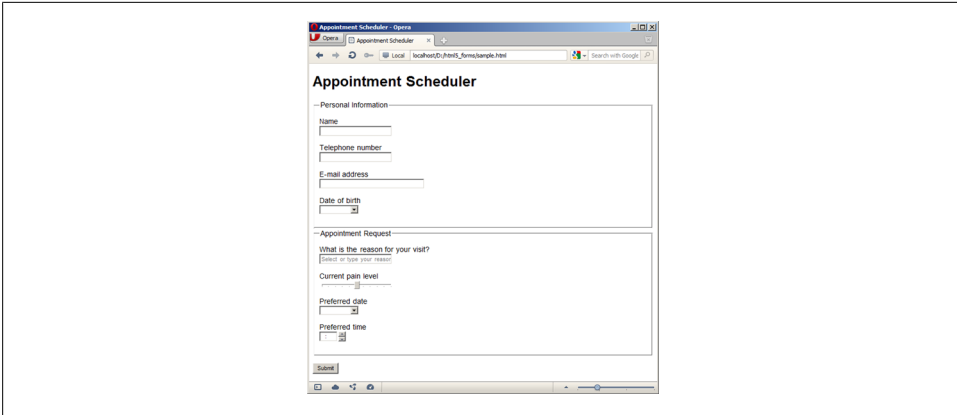 Appointment Scheduler - Opera
Opera
Appointment Scheduler
Local localhost/D:/html5_forms/sample.html
Search with Google
Appointment Scheduler
Personal Information
Name
Telephone number
E-mail address
Date of birth
Appointment Request
What is the reason for your visit?
Select or type your reason
Current pain level
Preferred date
Preferred time
:
Submit